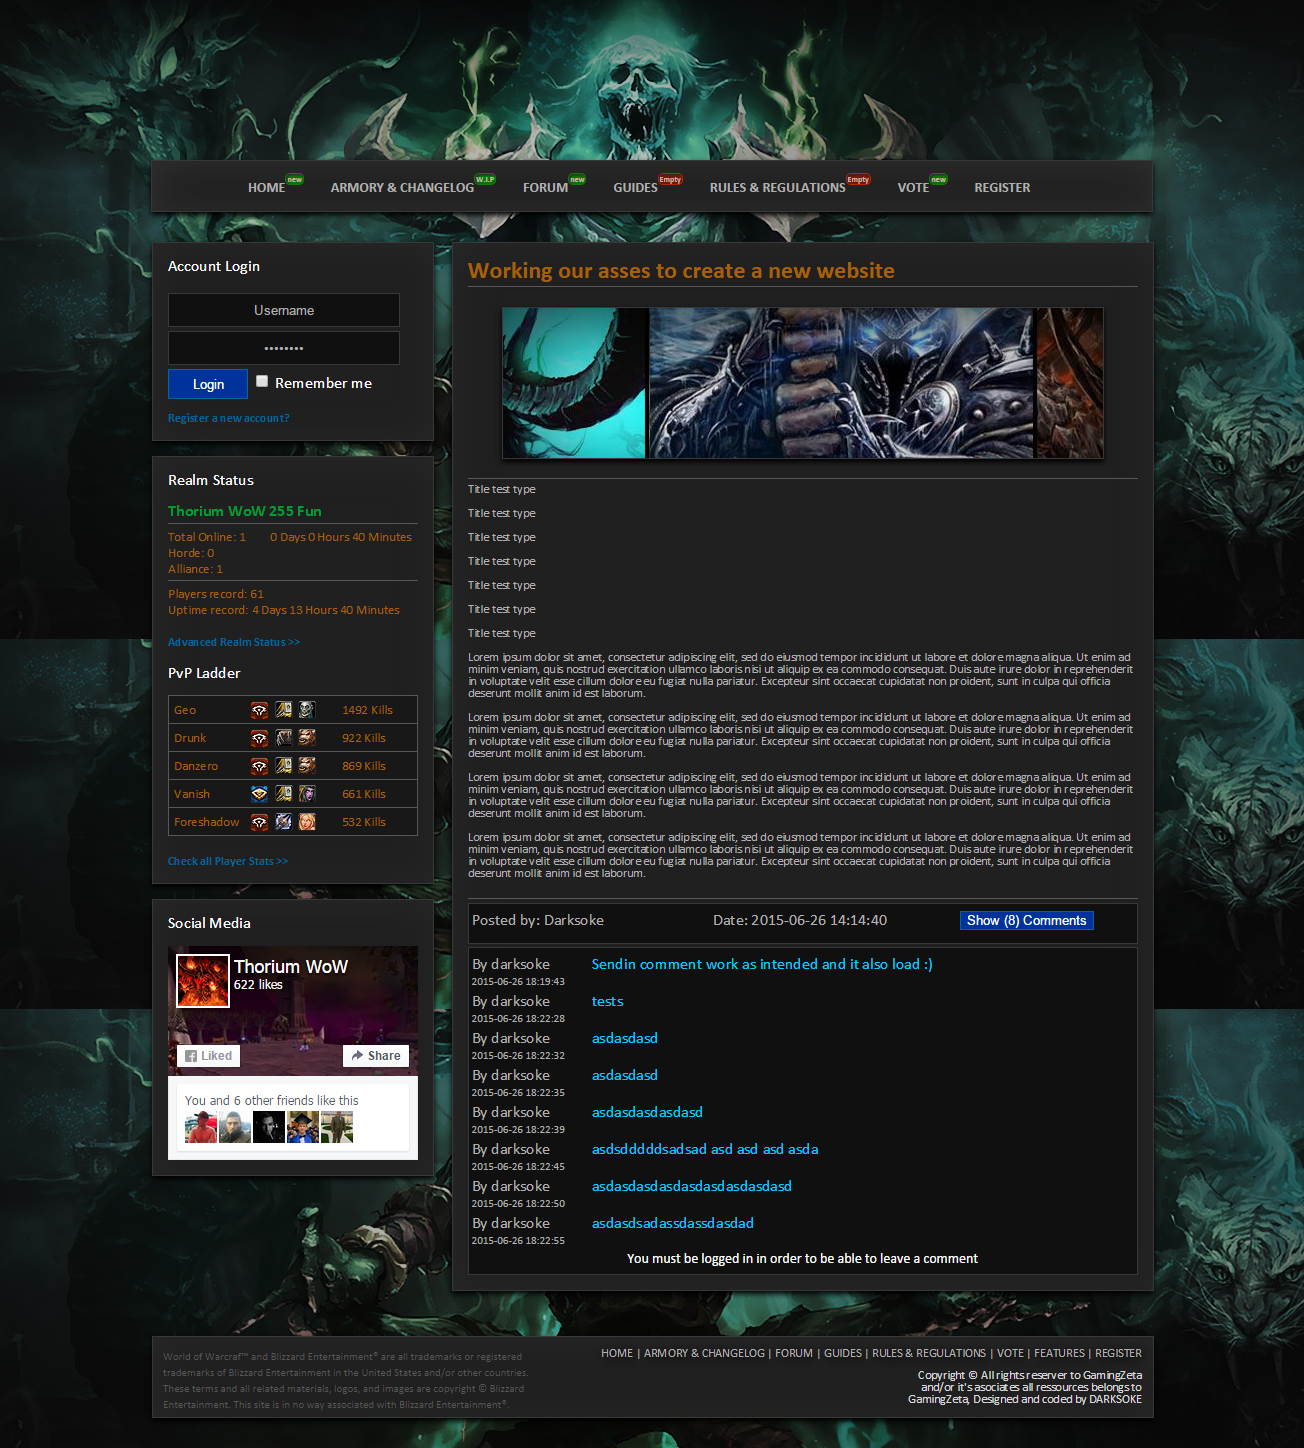 HOME new
ARMORY & CHANGELOG W.I.P
FORUM new
GUIDES Empty
RULES & REGULATIONS Empty
VOTE new
REGISTER
Account Login
Username
••••••••
Login
Remember me
Register a new account?
Realm Status
Thorium WoW 255 Fun
Total Online: 1 0 Days 0 Hours 40 Minutes
Horde: 0
Alliance: 1
Players record: 61
Uptime record: 4 Days 13 Hours 40 Minutes
Advanced Realm Status >>
PvP Ladder
Geo 1492 Kills
Drunk 922 Kills
Danzero 869 Kills
Vanish 661 Kills
Foreshadow 532 Kills
Check all Player Stats >>
Social Media
Thorium WoW
622 likes
Liked
Share
You and 6 other friends like this
Working our asses to create a new website
Title test type
Title test type
Title test type
Title test type
Title test type
Title test type
Title test type
Lorem ipsum dolor sit amet, consectetur adipiscing elit, sed do eiusmod tempor incididunt ut labore et dolore magna aliqua. Ut enim ad
minim veniam, quis nostrud exercitation ullamco laboris nisi ut aliquip ex ea commodo consequat. Duis aute irure dolor in reprehenderit
in voluptate velit esse cillum dolore eu fugiat nulla pariatur. Excepteur sint occaecat cupidatat non proident, sunt in culpa qui officia
deserunt mollit anim id est laborum.
Lorem ipsum dolor sit amet, consectetur adipiscing elit, sed do eiusmod tempor incididunt ut labore et dolore magna aliqua. Ut enim ad
minim veniam, quis nostrud exercitation ullamco laboris nisi ut aliquip ex ea commodo consequat. Duis aute irure dolor in reprehenderit
in voluptate velit esse cillum dolore eu fugiat nulla pariatur. Excepteur sint occaecat cupidatat non proident, sunt in culpa qui officia
deserunt mollit anim id est laborum.
Lorem ipsum dolor sit amet, consectetur adipiscing elit, sed do eiusmod tempor incididunt ut labore et dolore magna aliqua. Ut enim ad
minim veniam, quis nostrud exercitation ullamco laboris nisi ut aliquip ex ea commodo consequat. Duis aute irure dolor in reprehenderit
in voluptate velit esse cillum dolore eu fugiat nulla pariatur. Excepteur sint occaecat cupidatat non proident, sunt in culpa qui officia
deserunt mollit anim id est laborum.
Lorem ipsum dolor sit amet, consectetur adipiscing elit, sed do eiusmod tempor incididunt ut labore et dolore magna aliqua. Ut enim ad
minim veniam, quis nostrud exercitation ullamco laboris nisi ut aliquip ex ea commodo consequat. Duis aute irure dolor in reprehenderit
in voluptate velit esse cillum dolore eu fugiat nulla pariatur. Excepteur sint occaecat cupidatat non proident, sunt in culpa qui officia
deserunt mollit anim id est laborum.
Posted by: Darksoke Date: 2015-06-26 14:14:40 Show (8) Comments
By darksoke Sendin comment work as intended and it also load :)
2015-06-26 18:19:43
By darksoke tests
2015-06-26 18:22:28
By darksoke asdasdasd
2015-06-26 18:22:32
By darksoke asdasdasd
2015-06-26 18:22:35
By darksoke asdasdasdasdasd
2015-06-26 18:22:39
By darksoke asdsdddddsadsad asd asd asd asda
2015-06-26 18:22:45
By darksoke asdasdasdasdasdasdasdasdasd
2015-06-26 18:22:50
By darksoke asdasdsadassdassdasdad
2015-06-26 18:22:55
You must be logged in in order to be able to leave a comment
World of Warcraf™ and Blizzard Entertainment® are all trademarks or registered
trademarks of Blizzard Entertainment in the United States and/or other countries.
These terms and all related materials, logos, and images are copyright © Blizzard
Entertainment. This site is in no way associated with Blizzard Entertainment®.
HOME | ARMORY & CHANGELOG | FORUM | GUIDES | RULES & REGULATIONS | VOTE | FEATURES | REGISTER
Copyright © All rights reserver to GamingZeta
and/or it's asociates all ressources belongs to
GamingZeta, Designed and coded by DARKSOKE